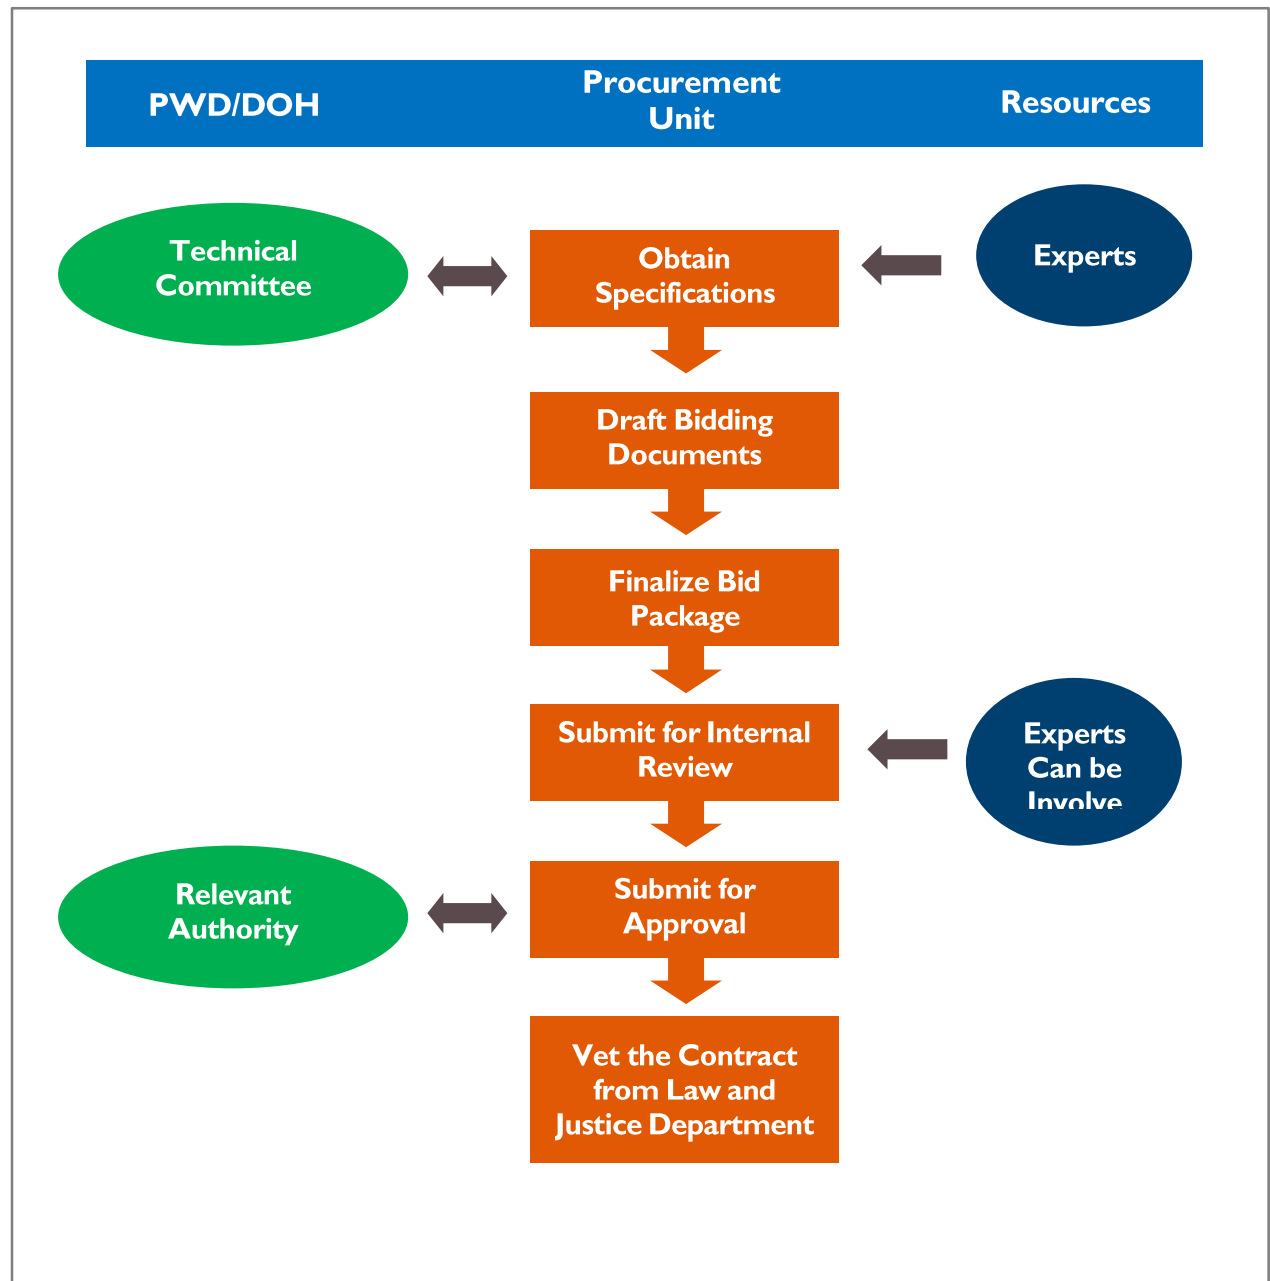 PWD/DOH
Procurement
Unit
Resources
Technical
Committee
Obtain
Specifications
Experts
Draft Bidding
Documents
Finalize Bid
Package
Submit for Internal
Review
Experts
Can be
Involve
Relevant
Authority
Submit for
Approval
Vet the Contract
from Law and
Justice Department